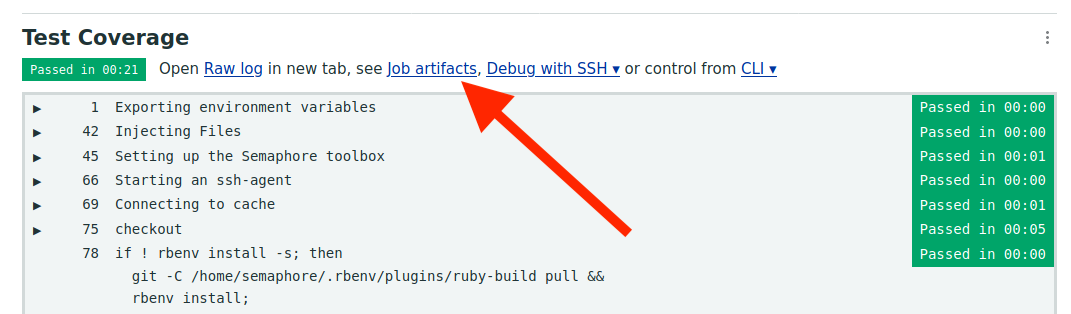 Test Coverage
Passed in 00:21 Open Raw log in new tab, see Job artifacts, Debug with SSH ▾ or control from CLI ▾
▶ 1 Exporting environment variables Passed in 00:00
▶ 42 Injecting Files Passed in 00:00
▶ 45 Setting up the Semaphore toolbox Passed in 00:01
▶ 66 Starting an ssh-agent Passed in 00:00
▶ 69 Connecting to cache Passed in 00:01
▶ 75 checkout Passed in 00:05
78 if ! rbenv install -s; then Passed in 00:00
git -C /home/semaphore/.rbenv/plugins/ruby-build pull &&
rbenv install;